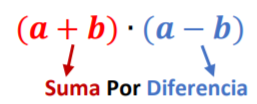 (a + b) · (a − b)
Suma Por Diferencia